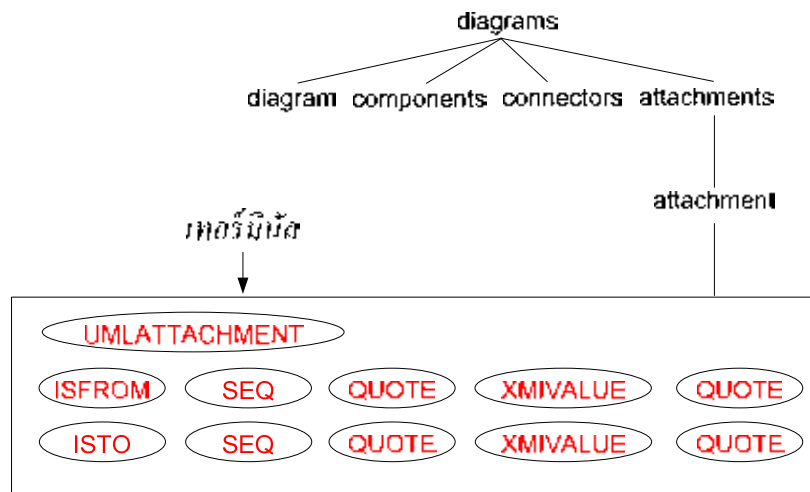 diagrams
diagram components connectors attachments
attachment
เทอร์มินัล
UMLATTACHMENT
ISFROM SEQ QUOTE XMIVALUE QUOTE
ISTO SEQ QUOTE XMIVALUE QUOTE